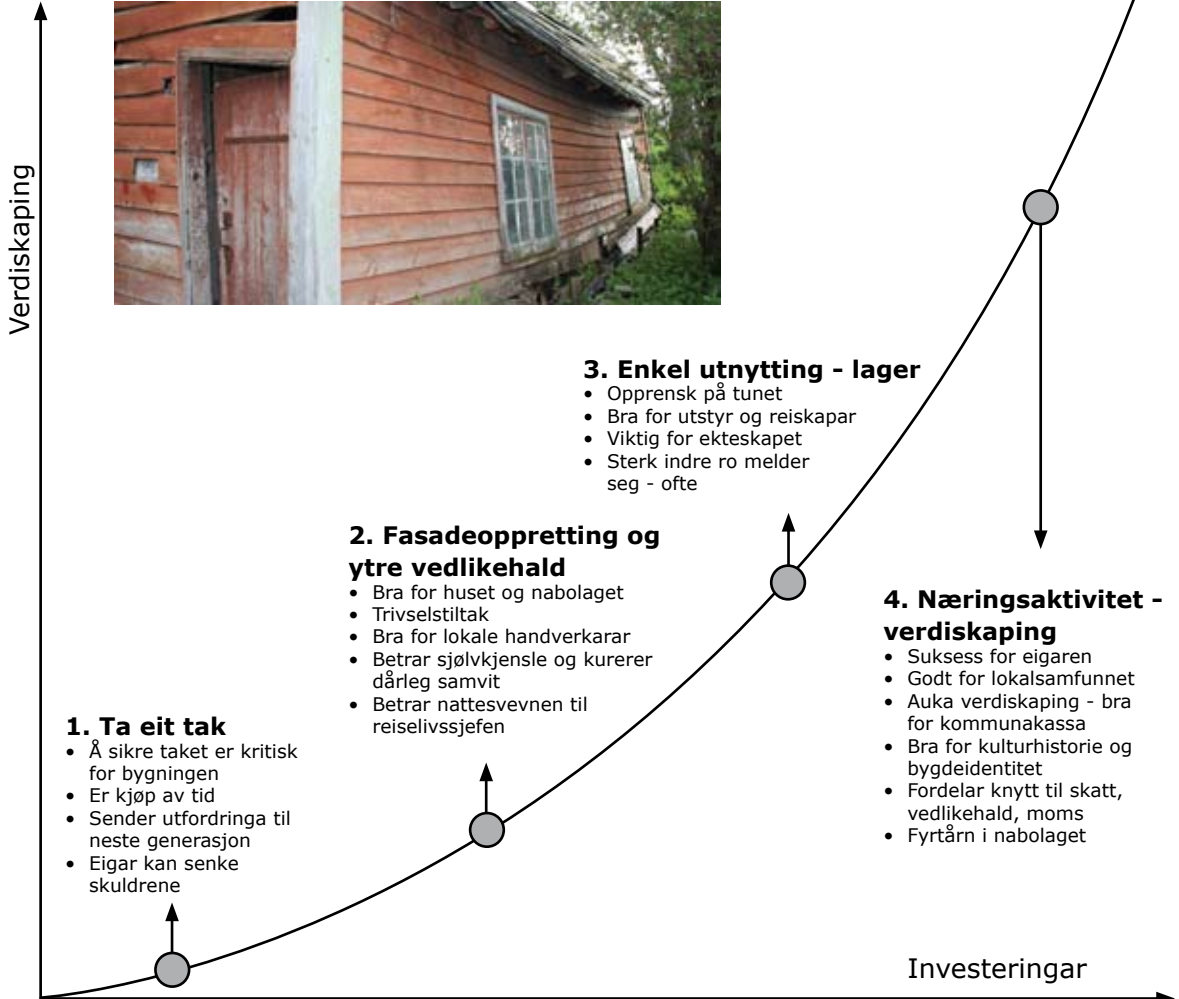 Verdiskaping
3. Enkel utnytting - lager
• Opprensk på tunet
• Bra for utstyr og reiskapar
• Viktig for ekteskapet
• Sterk indre ro melder
seg - ofte
2. Fasadeoppretting og
ytre vedlikehald
• Bra for huset og nabolaget
• Trivselstiltak
• Bra for lokale handverkarar
• Betrar sjølvkjensle og kurerer
dårleg samvit
• Betrar nattesvevnen til
reiselivssjefen
4. Næringsaktivitet -
verdiskaping
• Suksess for eigaren
• Godt for lokalsamfunnet
• Auka verdiskaping - bra
for kommunakassa
• Bra for kulturhistorie og
bygdeidentitet
• Fordelar knytt til skatt,
vedlikehald, moms
• Fyrtårn i nabolaget
1. Ta eit tak
• Å sikre taket er kritisk
for bygningen
• Er kjøp av tid
• Sender utfordringa til
neste generasjon
• Eigar kan senke
skuldrene
Investeringar